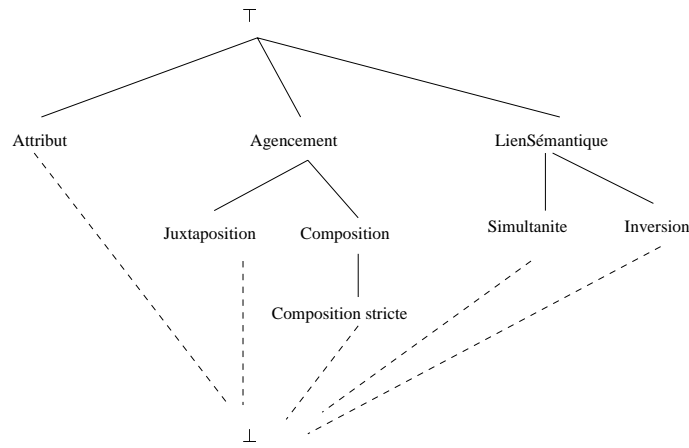 ⊤
Attribut Agencement LienSémantique
Juxtaposition Composition Simultanite Inversion
Composition stricte
⊥